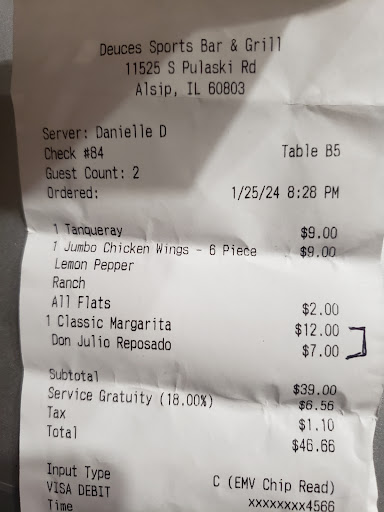 Deuces Sports Bar & Grill
11525 S Pulaski Rd
Alsip, IL 60803
Server: Danielle D
Check #84 Table B5
Guest Count: 2
Ordered: 1/25/24 8:28 PM
1 Tanqueray $9.00
1 Jumbo Chicken Wings - 6 Piece $9.00
Lemon Pepper
Ranch
All Flats $2.00
1 Classic Margarita $12.00
Don Julio Reposado $7.00
Subtotal $39.00
Service Gratuity (18.00%) $6.56
Tax $1.10
Total $46.66
Input Type C (EMV Chip Read)
VISA DEBIT xxxxxxxx4566
Time